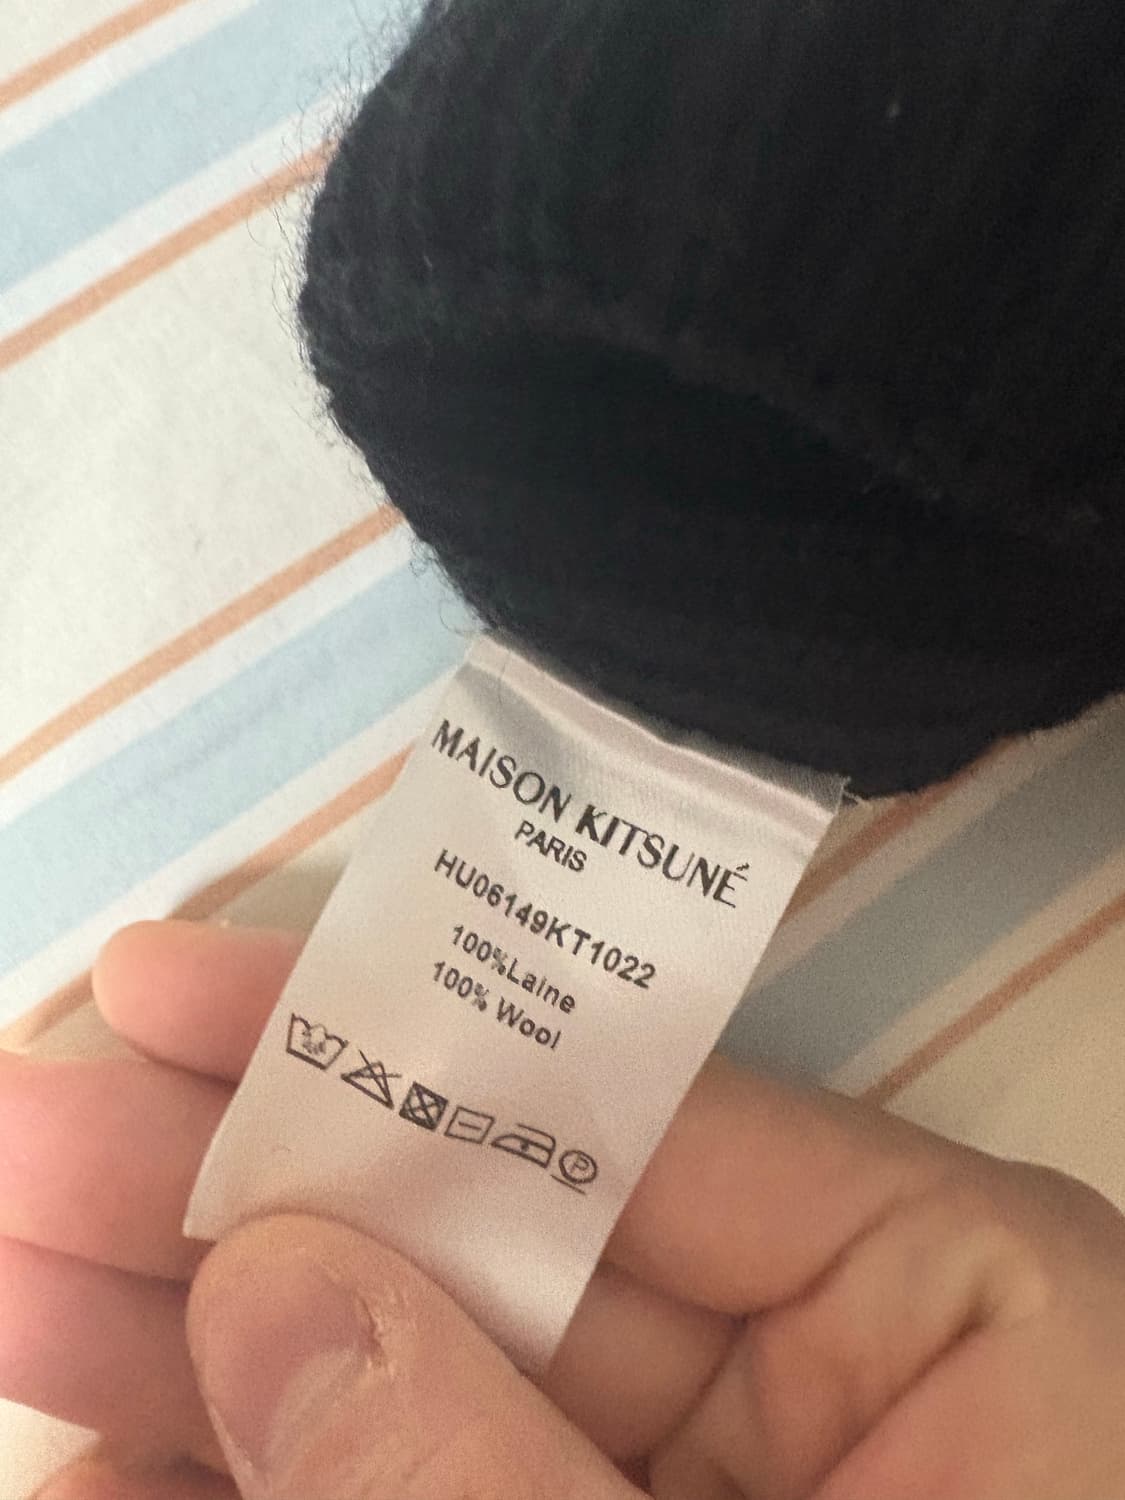 MAISON KITSUNÉ
PARIS
HU06149KT1022
100%Laine
100% Wool
P